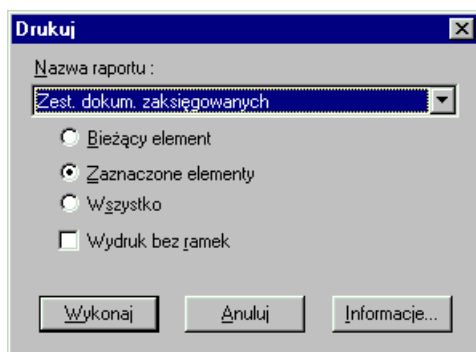 Drukuj
Nazwa raportu :
Zest. dokum. zaksięgowanych
Bieżący element
Zaznaczone elementy
Wszystko
Wydruk bez ramek
Wykonaj Anuluj Informacje...